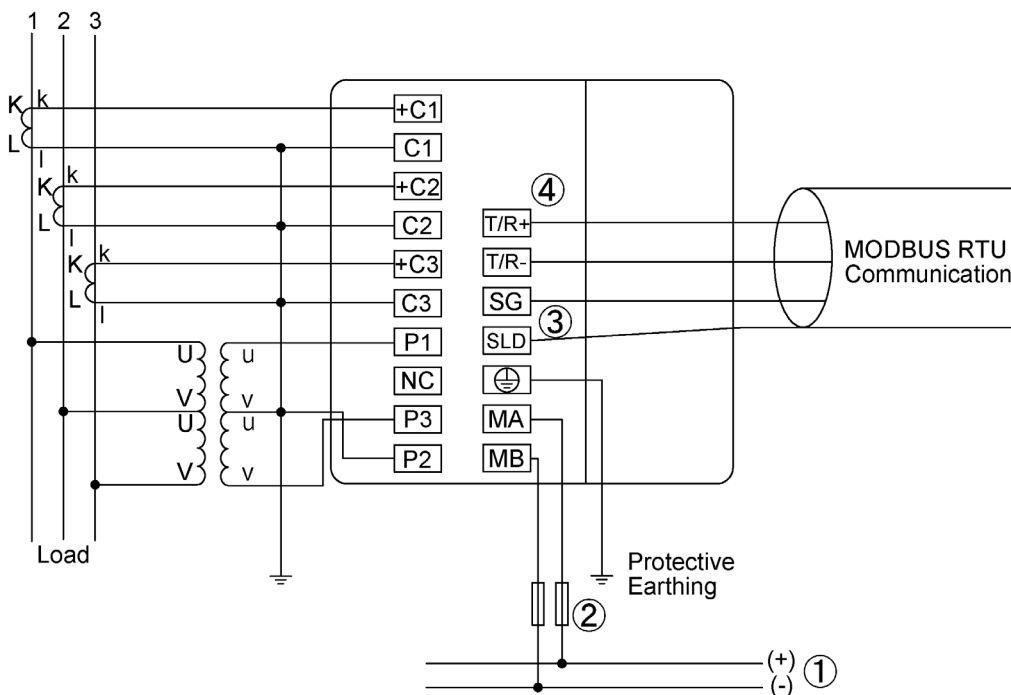 1 2 3
K k
L l
K k
L l
K k
L l
U u
V v
U u
V v
Load
+C1
C1
+C2
C2
+C3
C3
P1
NC
P3
P2
④
T/R+
T/R-
SG
③
SLD
MA
MB
MODBUS RTU
Communication
Protective
Earthing
②
(+)
(-)
①